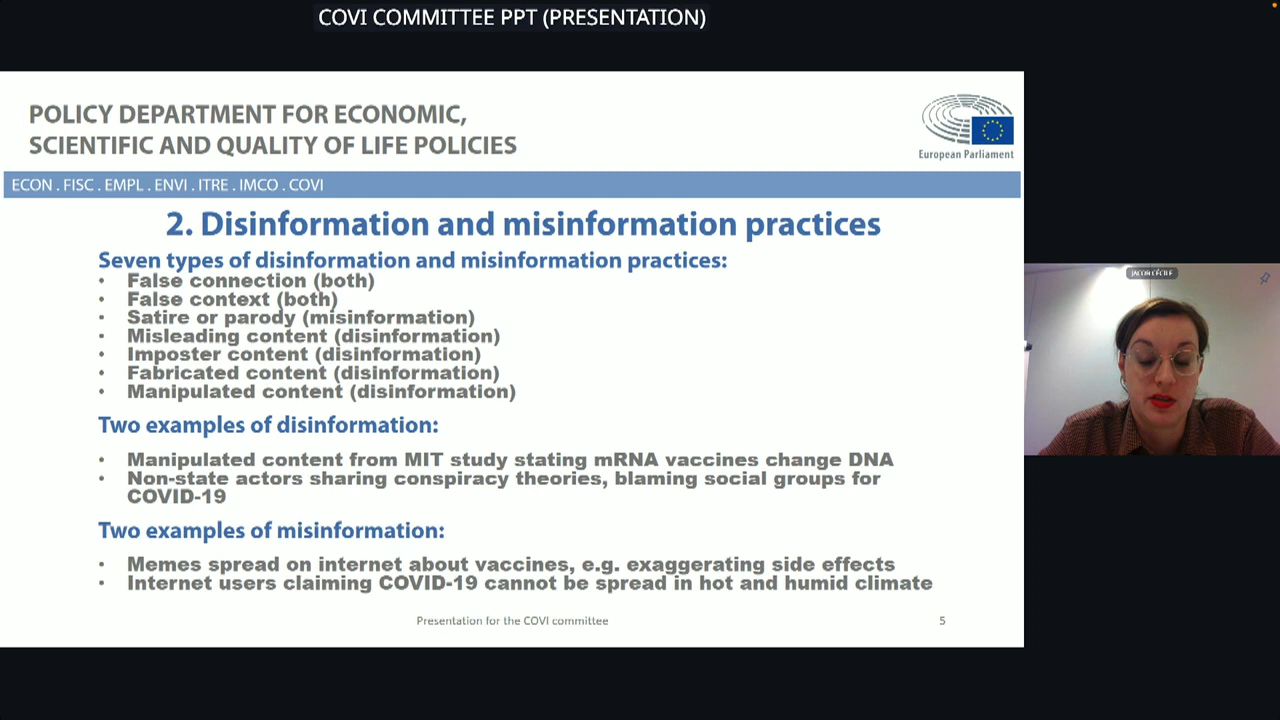 COVI COMMITTEE PPT (PRESENTATION)
POLICY DEPARTMENT FOR ECONOMIC,
SCIENTIFIC AND QUALITY OF LIFE POLICIES
European Parliament
ECON . FISC . EMPL . ENVI . ITRE . IMCO . COVI
2. Disinformation and misinformation practices
Seven types of disinformation and misinformation practices:
• False connection (both)
• False context (both)
• Satire or parody (misinformation)
• Misleading content (disinformation)
• Imposter content (disinformation)
• Fabricated content (disinformation)
• Manipulated content (disinformation)
Two examples of disinformation:
• Manipulated content from MIT study stating mRNA vaccines change DNA
• Non-state actors sharing conspiracy theories, blaming social groups for
COVID-19
Two examples of misinformation:
• Memes spread on internet about vaccines, e.g. exaggerating side effects
• Internet users claiming COVID-19 cannot be spread in hot and humid climate
Presentation for the COVI committee
5
JACOB CÉCILE